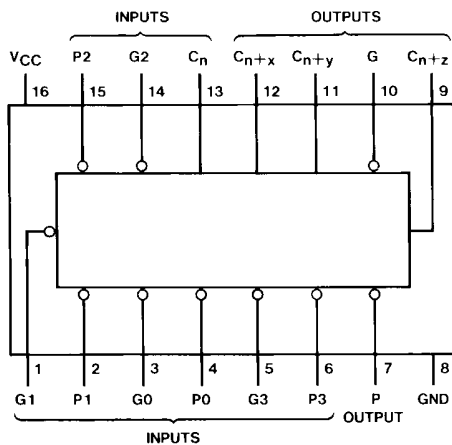 INPUTS OUTPUTS
VCC P2 G2 Cn Cn+x Cn+y G Cn+z
16 15 14 13 12 11 10 9
1 2 3 4 5 6 7 8
G1 P1 G0 P0 G3 P3 P GND
INPUTS OUTPUT